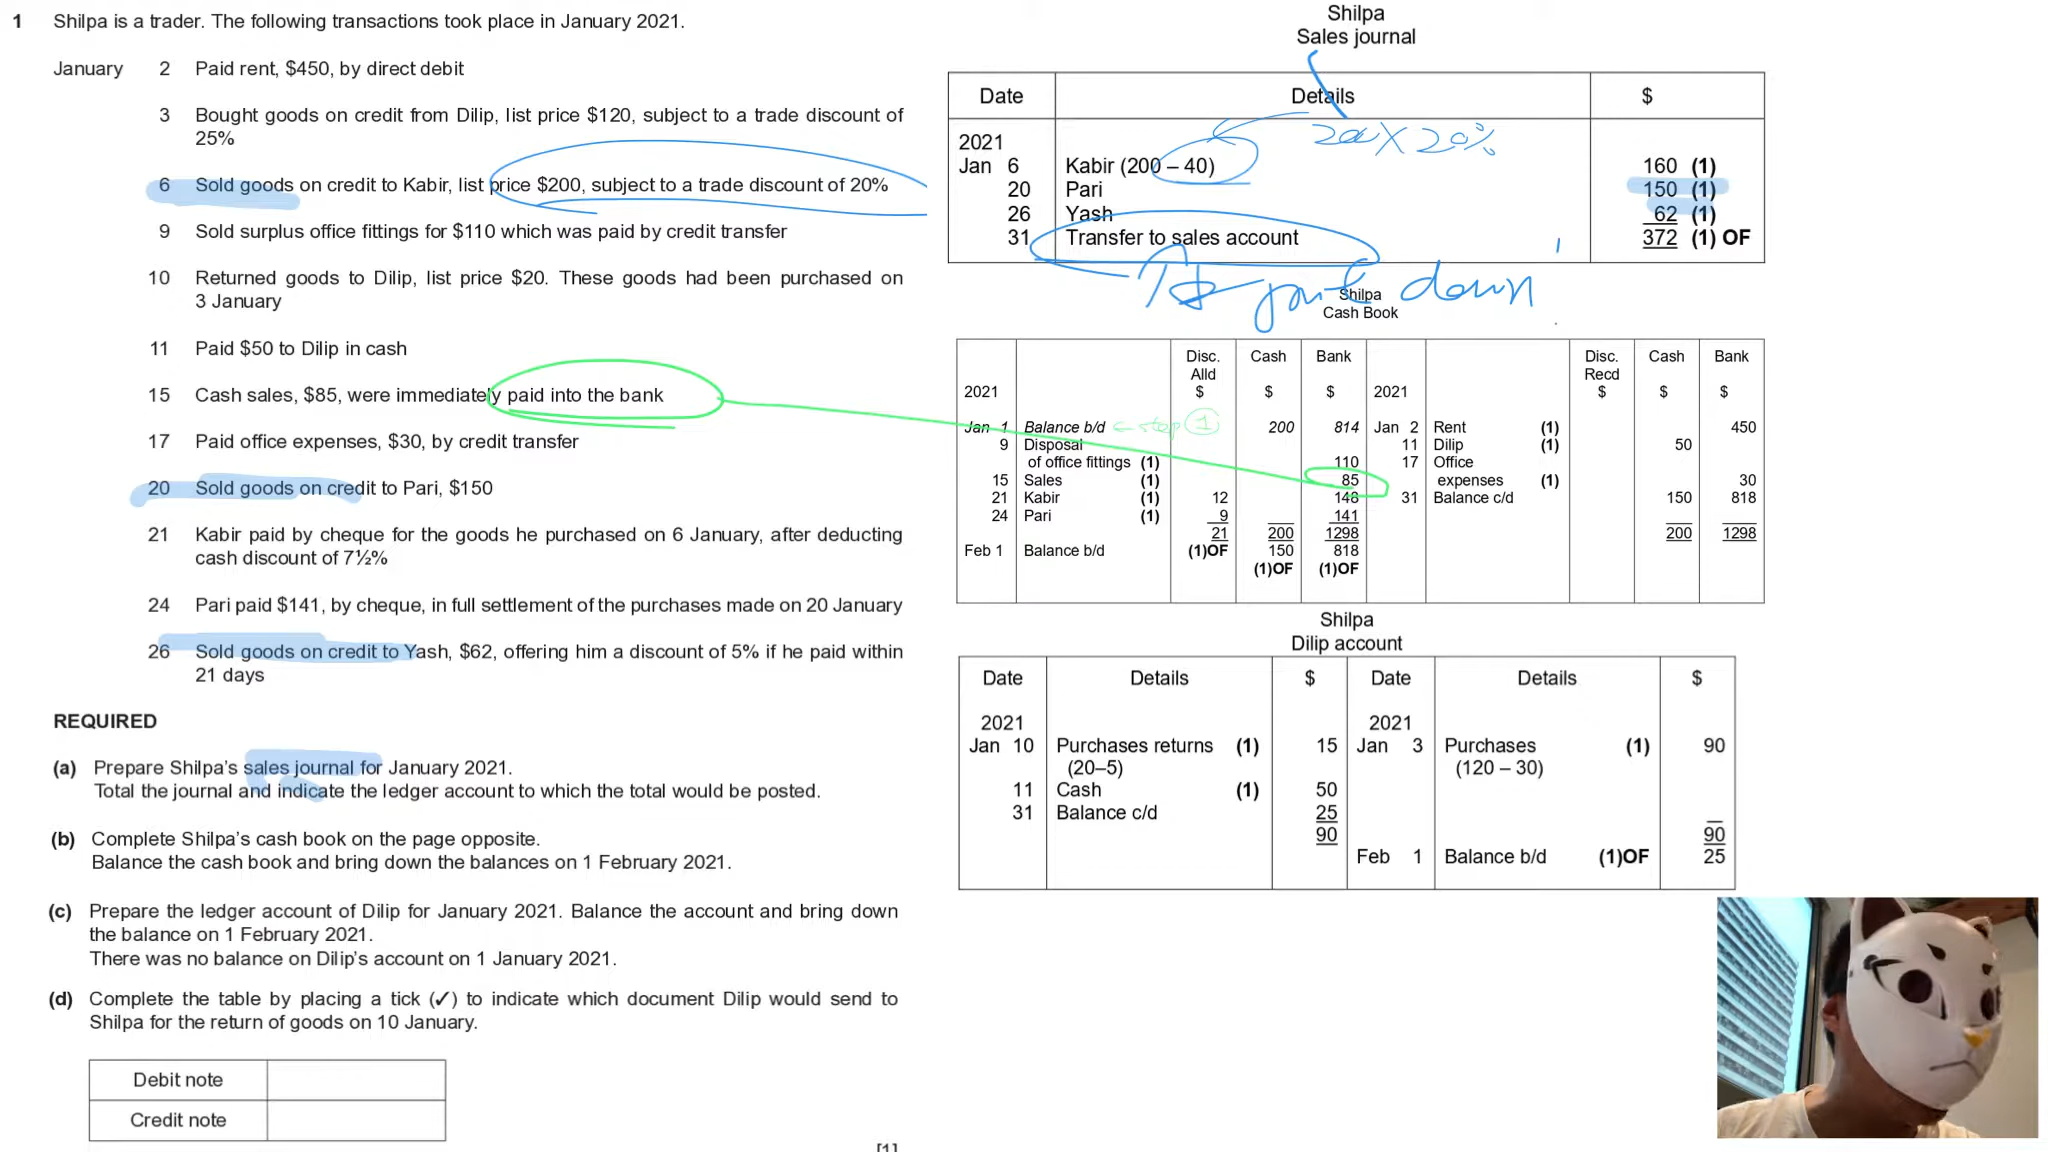 1 Shilpa is a trader. The following transactions took place in January 2021.
January 2 Paid rent, $450, by direct debit
3 Bought goods on credit from Dilip, list price $120, subject to a trade discount of
25%
6 Sold goods on credit to Kabir, list price $200, subject to a trade discount of 20%
9 Sold surplus office fittings for $110 which was paid by credit transfer
10 Returned goods to Dilip, list price $20. These goods had been purchased on
3 January
11 Paid $50 to Dilip in cash
15 Cash sales, $85, were immediately paid into the bank
17 Paid office expenses, $30, by credit transfer
20 Sold goods on credit to Pari, $150
21 Kabir paid by cheque for the goods he purchased on 6 January, after deducting
cash discount of 7½%
24 Pari paid $141, by cheque, in full settlement of the purchases made on 20 January
26 Sold goods on credit to Yash, $62, offering him a discount of 5% if he paid within
21 days
REQUIRED
(a) Prepare Shilpa's sales journal for January 2021.
Total the journal and indicate the ledger account to which the total would be posted.
(b) Complete Shilpa's cash book on the page opposite.
Balance the cash book and bring down the balances on 1 February 2021.
(c) Prepare the ledger account of Dilip for January 2021. Balance the account and bring down
the balance on 1 February 2021.
There was no balance on Dilip's account on 1 January 2021.
(d) Complete the table by placing a tick (✓) to indicate which document Dilip would send to
Shilpa for the return of goods on 10 January.
Debit note
Credit note
[1]
Shilpa
Sales journal
Date Details $
200 X 20%
2021
Jan 6 Kabir (200 – 40) 160 (1)
20 Pari 150 (1)
26 Yash 62 (1)
31 Transfer to sales account 372 (1) OF
down
Shilpa
Cash Book
Disc. Cash Bank Disc. Cash Bank
Alld Recd
2021 $ $ $ 2021 $ $ $
Jan 1 Balance b/d ← step 1 200 814 Jan 2 Rent (1) 450
9 Disposal 11 Dilip (1) 50
of office fittings (1) 110 17 Office
15 Sales (1) 85 expenses (1) 30
21 Kabir (1) 12 148 31 Balance c/d 150 818
24 Pari (1) 9 141
21 200 1298 200 1298
Feb 1 Balance b/d (1)OF 150 818
(1)OF (1)OF
Shilpa
Dilip account
Date Details $ Date Details $
2021 2021
Jan 10 Purchases returns (1) 15 Jan 3 Purchases (1) 90
(20–5) (120 – 30)
11 Cash (1) 50
31 Balance c/d 25
90 90
Feb 1 Balance b/d (1)OF 25